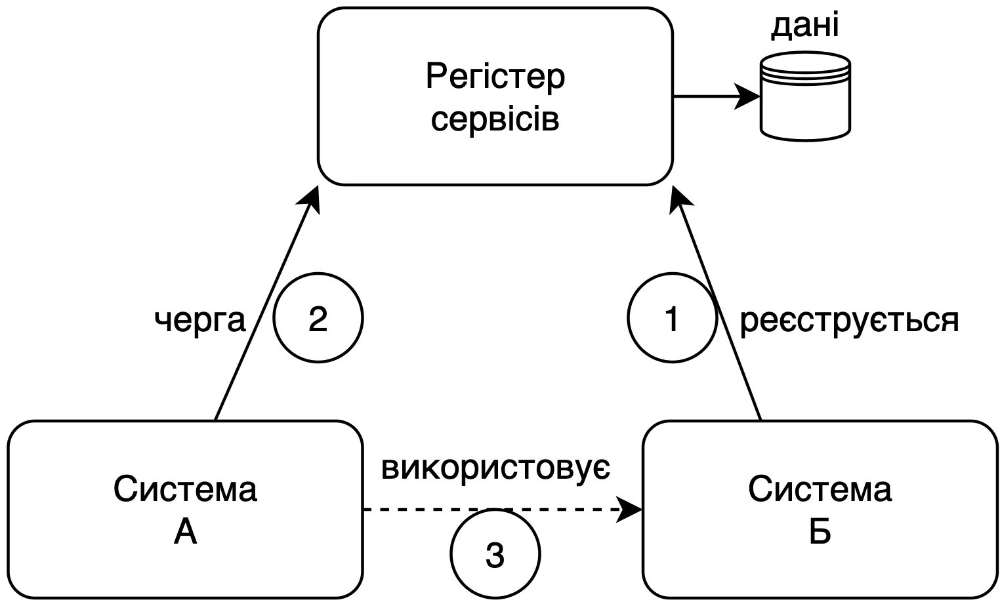 дані
Регістер
сервісів
черга
2
1
реєструється
використовує
Система
А
3
Система
Б